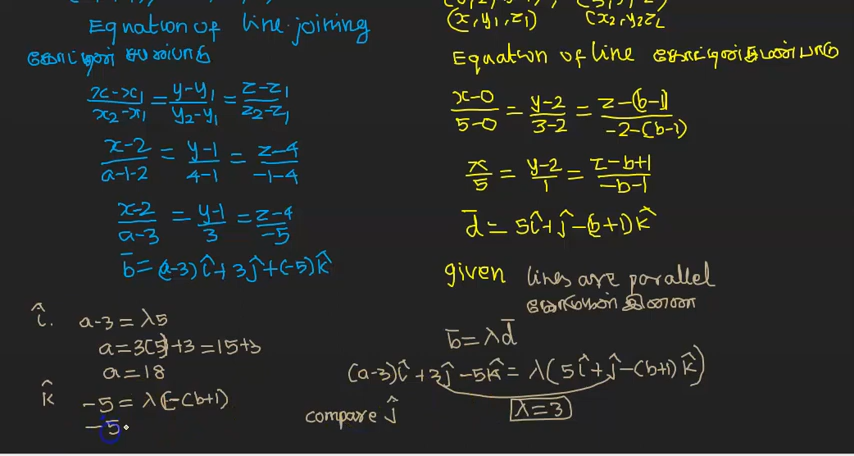 Equation of line joining
கோட்டின் சமன்பாடு
x-x₁/x₂-x₁ = y-y₁/y₂-y₁ = z-z₁/z₂-z₁
x-2/a-1-2 = y-1/4-1 = z-4/-1-4
x-2/a-3 = y-1/3 = z-4/-5
b̄ = (a-3)î + 3ĵ + (-5)k̂
(x, y₁, z₁) (x₂, y₂ z₂
Equation of line கோட்டின் சமன்பாடு
x-0/5-0 = y-2/3-2 = z-(b-1)/-2-(b-1)
x/5 = y-2/1 = z-b+1/-b-1
d̄ = 5î + ĵ - (b+1)k̂
given lines are parallel
b̄ = λd̄
(a-3)î + 3ĵ - 5k̂ = λ(5î + ĵ - (b+1)k̂)
compare ĵ λ = 3
î. a-3 = λ5
a = 3(5)+3 = 15+3
a = 18
k̂ -5 = λ(-(b+1)
-5